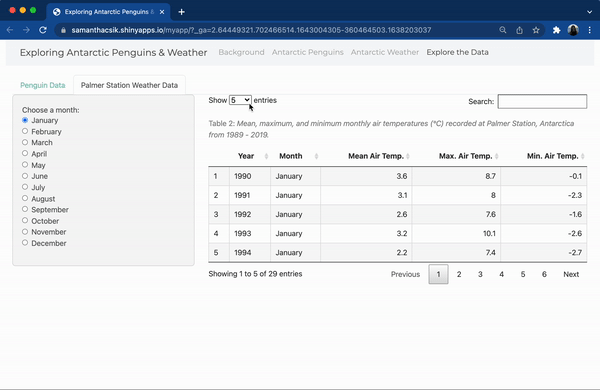 Exploring Antarctic Penguins &
samanthacsik.shinyapps.io/myapp/?_ga=2.64449321.702466514.1643004305-360464503.1638203037
Exploring Antarctic Penguins & Weather Background Antarctic Penguins Antarctic Weather Explore the Data
Penguin Data Palmer Station Weather Data
Choose a month:
January
February
March
April
May
June
July
August
September
October
November
December
Show 5 entries Search:
Table 2: Mean, maximum, and minimum monthly air temperatures (°C) recorded at Palmer Station, Antarctica
from 1989 - 2019.
Year Month Mean Air Temp. Max. Air Temp. Min. Air Temp.
1 1990 January 3.6 8.7 -0.1
2 1991 January 3.1 8 -2.3
3 1992 January 2.6 7.6 -1.6
4 1993 January 3.2 10.1 -2.6
5 1994 January 2.2 7.4 -2.7
Showing 1 to 5 of 29 entries Previous 1 2 3 4 5 6 Next